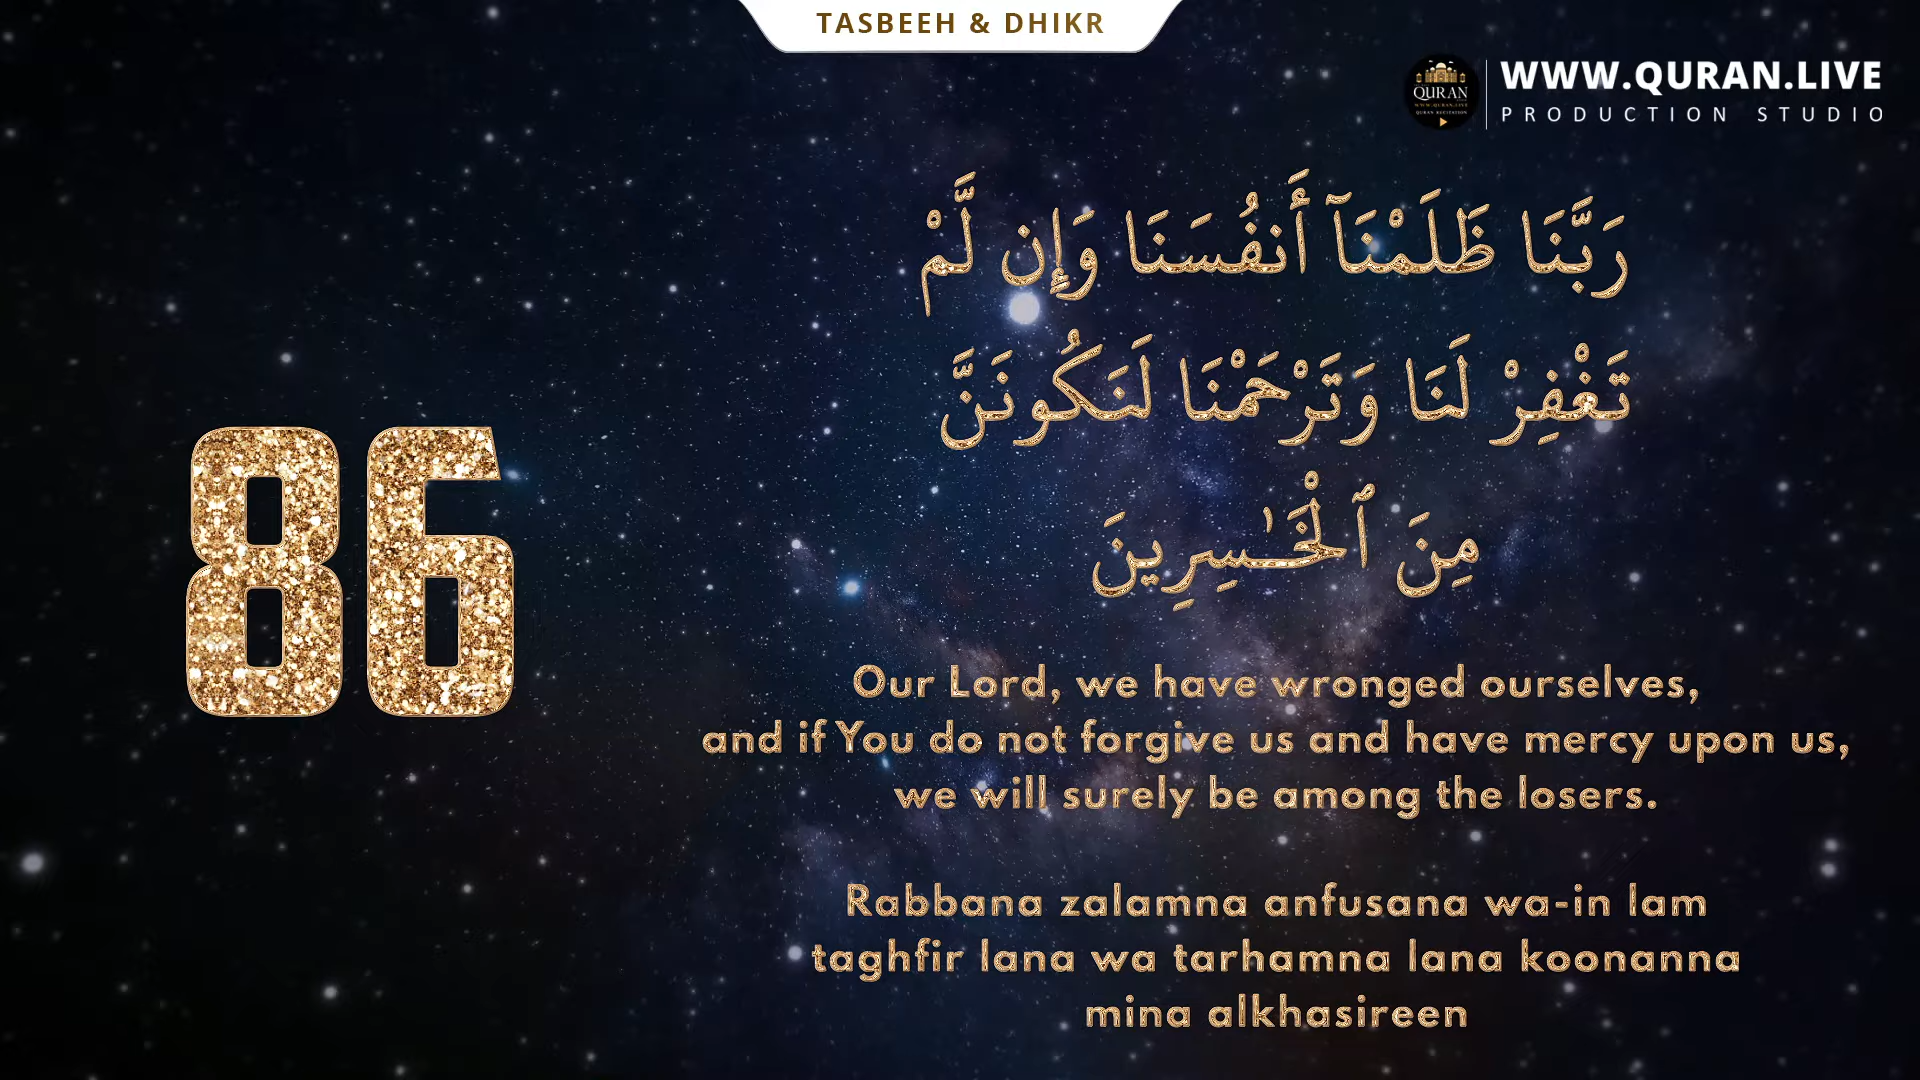 TASBEEH & DHIKR
QURAN
WWW.QURAN.LIVE
PRODUCTION STUDIO
رَبَّنَا ظَلَمْنَآ أَنفُسَنَا وَإِن لَّمْ
تَغْفِرْ لَنَا وَتَرْحَمْنَا لَنَكُونَنَّ
مِنَ ٱلْخَـٰسِرِينَ
86
Our Lord, we have wronged ourselves,
and if You do not forgive us and have mercy upon us,
we will surely be among the losers.
Rabbana zalamna anfusana wa-in lam
taghfir lana wa tarhamna lana koonanna
mina alkhasireen